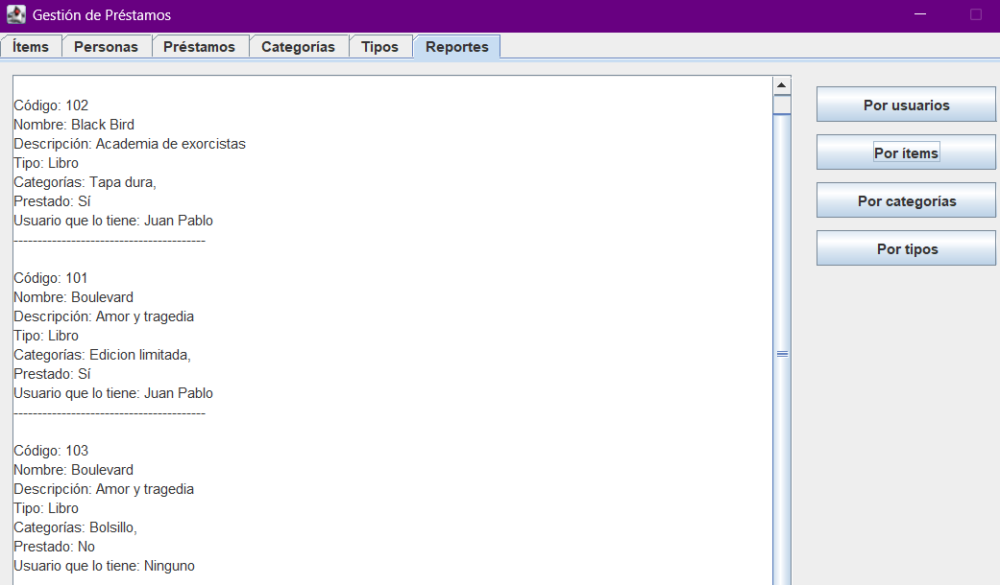 Gestión de Préstamos
Ítems Personas Préstamos Categorías Tipos Reportes
Código: 102
Nombre: Black Bird
Descripción: Academia de exorcistas
Tipo: Libro
Categorías: Tapa dura,
Prestado: Sí
Usuario que lo tiene: Juan Pablo
----------------------------------------
Código: 101
Nombre: Boulevard
Descripción: Amor y tragedia
Tipo: Libro
Categorías: Edicion limitada,
Prestado: Sí
Usuario que lo tiene: Juan Pablo
----------------------------------------
Código: 103
Nombre: Boulevard
Descripción: Amor y tragedia
Tipo: Libro
Categorías: Bolsillo,
Prestado: No
Usuario que lo tiene: Ninguno
Por usuarios
Por ítems
Por categorías
Por tipos